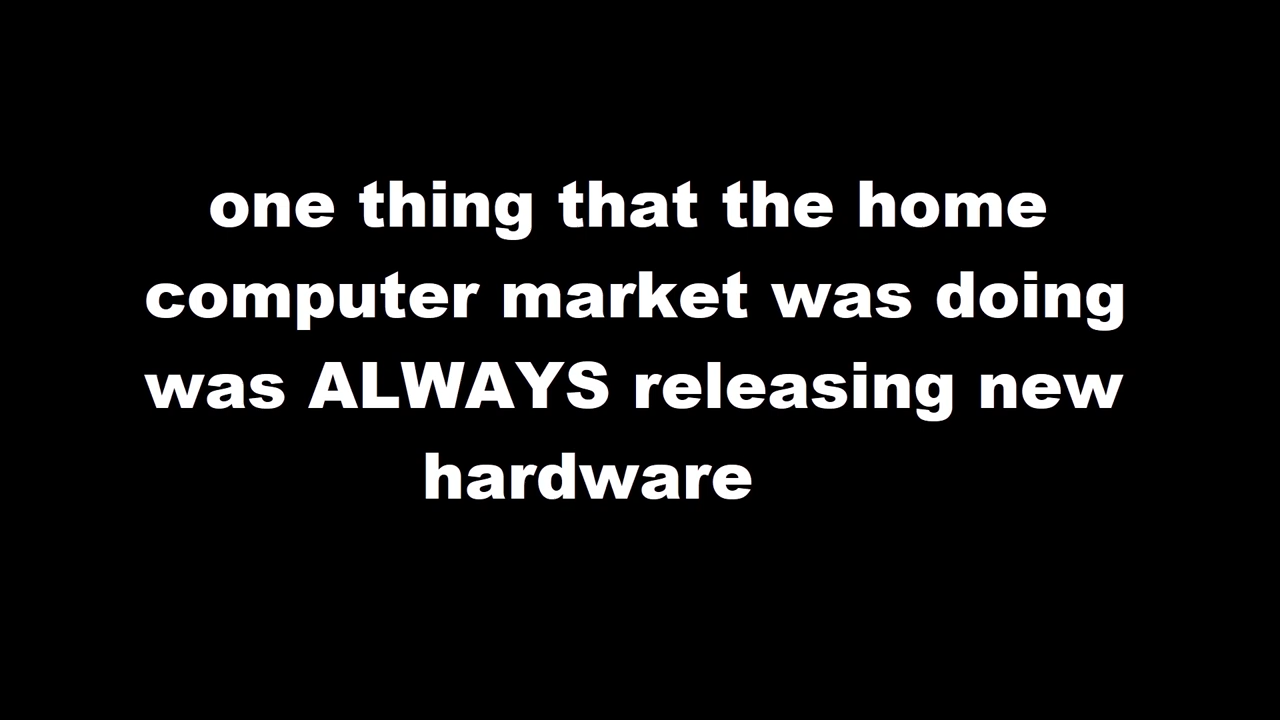 one thing that the home
computer market was doing
was ALWAYS releasing new
hardware